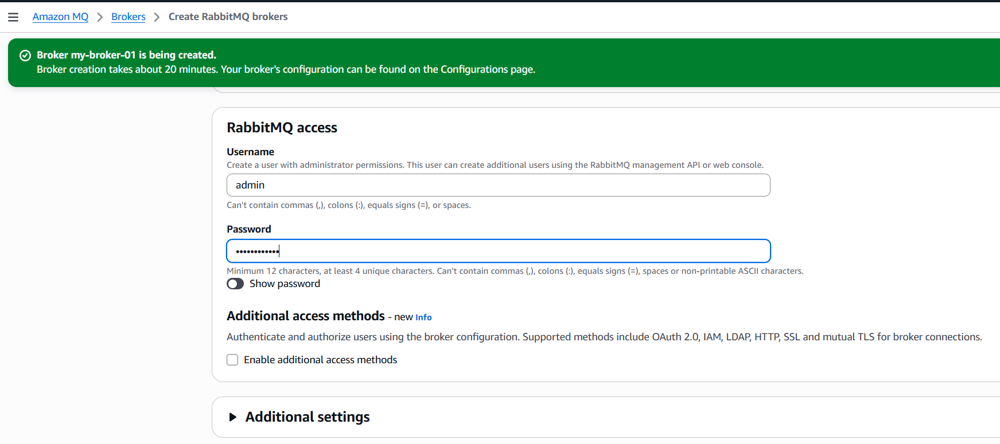 Amazon MQ > Brokers > Create RabbitMQ brokers
Broker my-broker-01 is being created.
Broker creation takes about 20 minutes. Your broker's configuration can be found on the Configurations page.
RabbitMQ access
Username
Create a user with administrator permissions. This user can create additional users using the RabbitMQ management API or web console.
admin
Can't contain commas (,), colons (:), equals signs (=), or spaces.
Password
••••••••••••
Minimum 12 characters, at least 4 unique characters. Can't contain commas (,), colons (:), equals signs (=), spaces or non-printable ASCII characters.
Show password
Additional access methods - new Info
Authenticate and authorize users using the broker configuration. Supported methods include OAuth 2.0, IAM, LDAP, HTTP, SSL and mutual TLS for broker connections.
Enable additional access methods
Additional settings